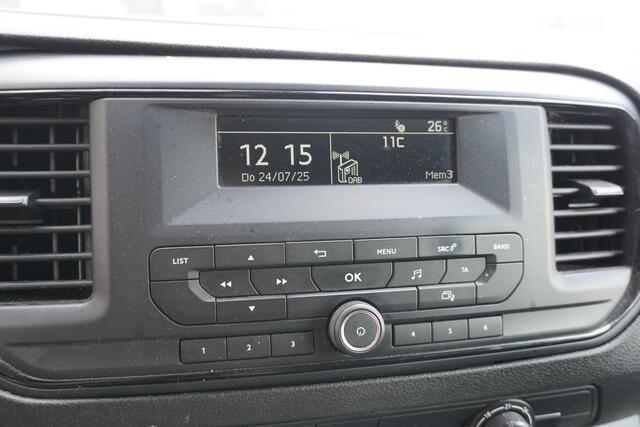 26°C
11C
12 15
Do 24/07/25
DAB
Mem3
LIST
MENU
SRC
BAND
OK
TA
1 2 3 4 5 6